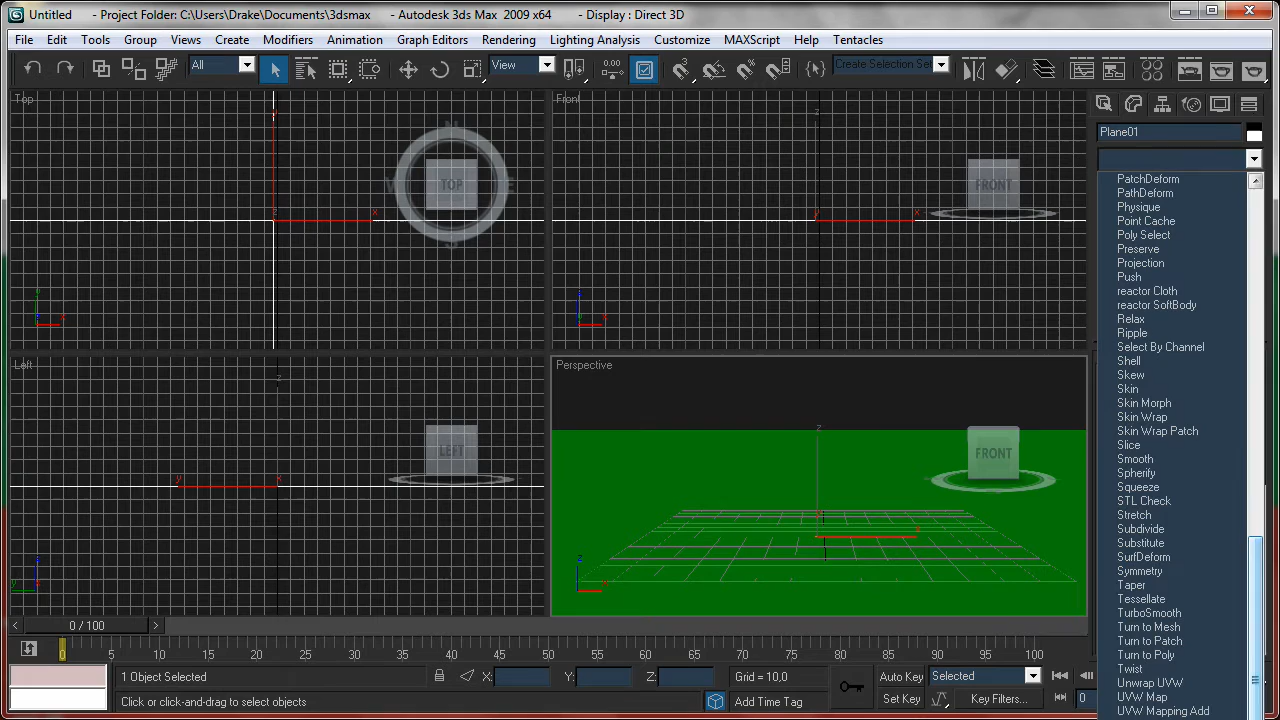 Untitled - Project Folder: C:\Users\Drake\Documents\3dsmax - Autodesk 3ds Max 2009 x64 - Display : Direct 3D
File Edit Tools Group Views Create Modifiers Animation Graph Editors Rendering Lighting Analysis Customize MAXScript Help Tentacles
All View 0.00 Create Selection Set
Top Front
N TOP S FRONT
z x y x z
Plane01
PatchDeform
PathDeform
Physique
Point Cache
Poly Select
Preserve
Projection
Push
reactor Cloth
reactor SoftBody
Relax
Ripple
Select By Channel
Shell
Skew
Skin
Skin Morph
Skin Wrap
Skin Wrap Patch
Slice
Smooth
Spherify
Squeeze
STL Check
Stretch
Subdivide
Substitute
SurfDeform
Symmetry
Taper
Tessellate
TurboSmooth
Turn to Mesh
Turn to Patch
Turn to Poly
Twist
Unwrap UVW
UVW Map
UVW Mapping Add
Left Perspective
LEFT FRONT
y x z
0 / 100
0 5 10 15 20 25 30 35 40 45 50 55 60 65 70 75 80 85 90 95 100
1 Object Selected X: Y: Z: Grid = 10,0 Auto Key Selected
Click or click-and-drag to select objects Add Time Tag Set Key Key Filters... 0